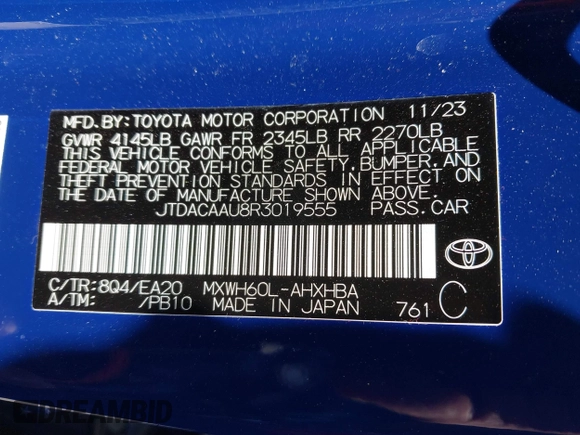 MFD.BY:TOYOTA MOTOR CORPORATION 11/23
GVWR 4145LB GAWR FR 2345LB RR 2270LB
THIS VEHICLE CONFORMS TO ALL APPLICABLE
FEDERAL MOTOR VEHICLE SAFETY, BUMPER, AND
THEFT PREVENTION STANDARDS IN EFFECT ON
THE DATE OF MANUFACTURE SHOWN ABOVE.
JTDACAAU8R3019555 PASS.CAR
C/TR:8Q4/EA20 MXWH60L-AHXHBA
A/TM: /PB10 MADE IN JAPAN 761 C
DREAMBID